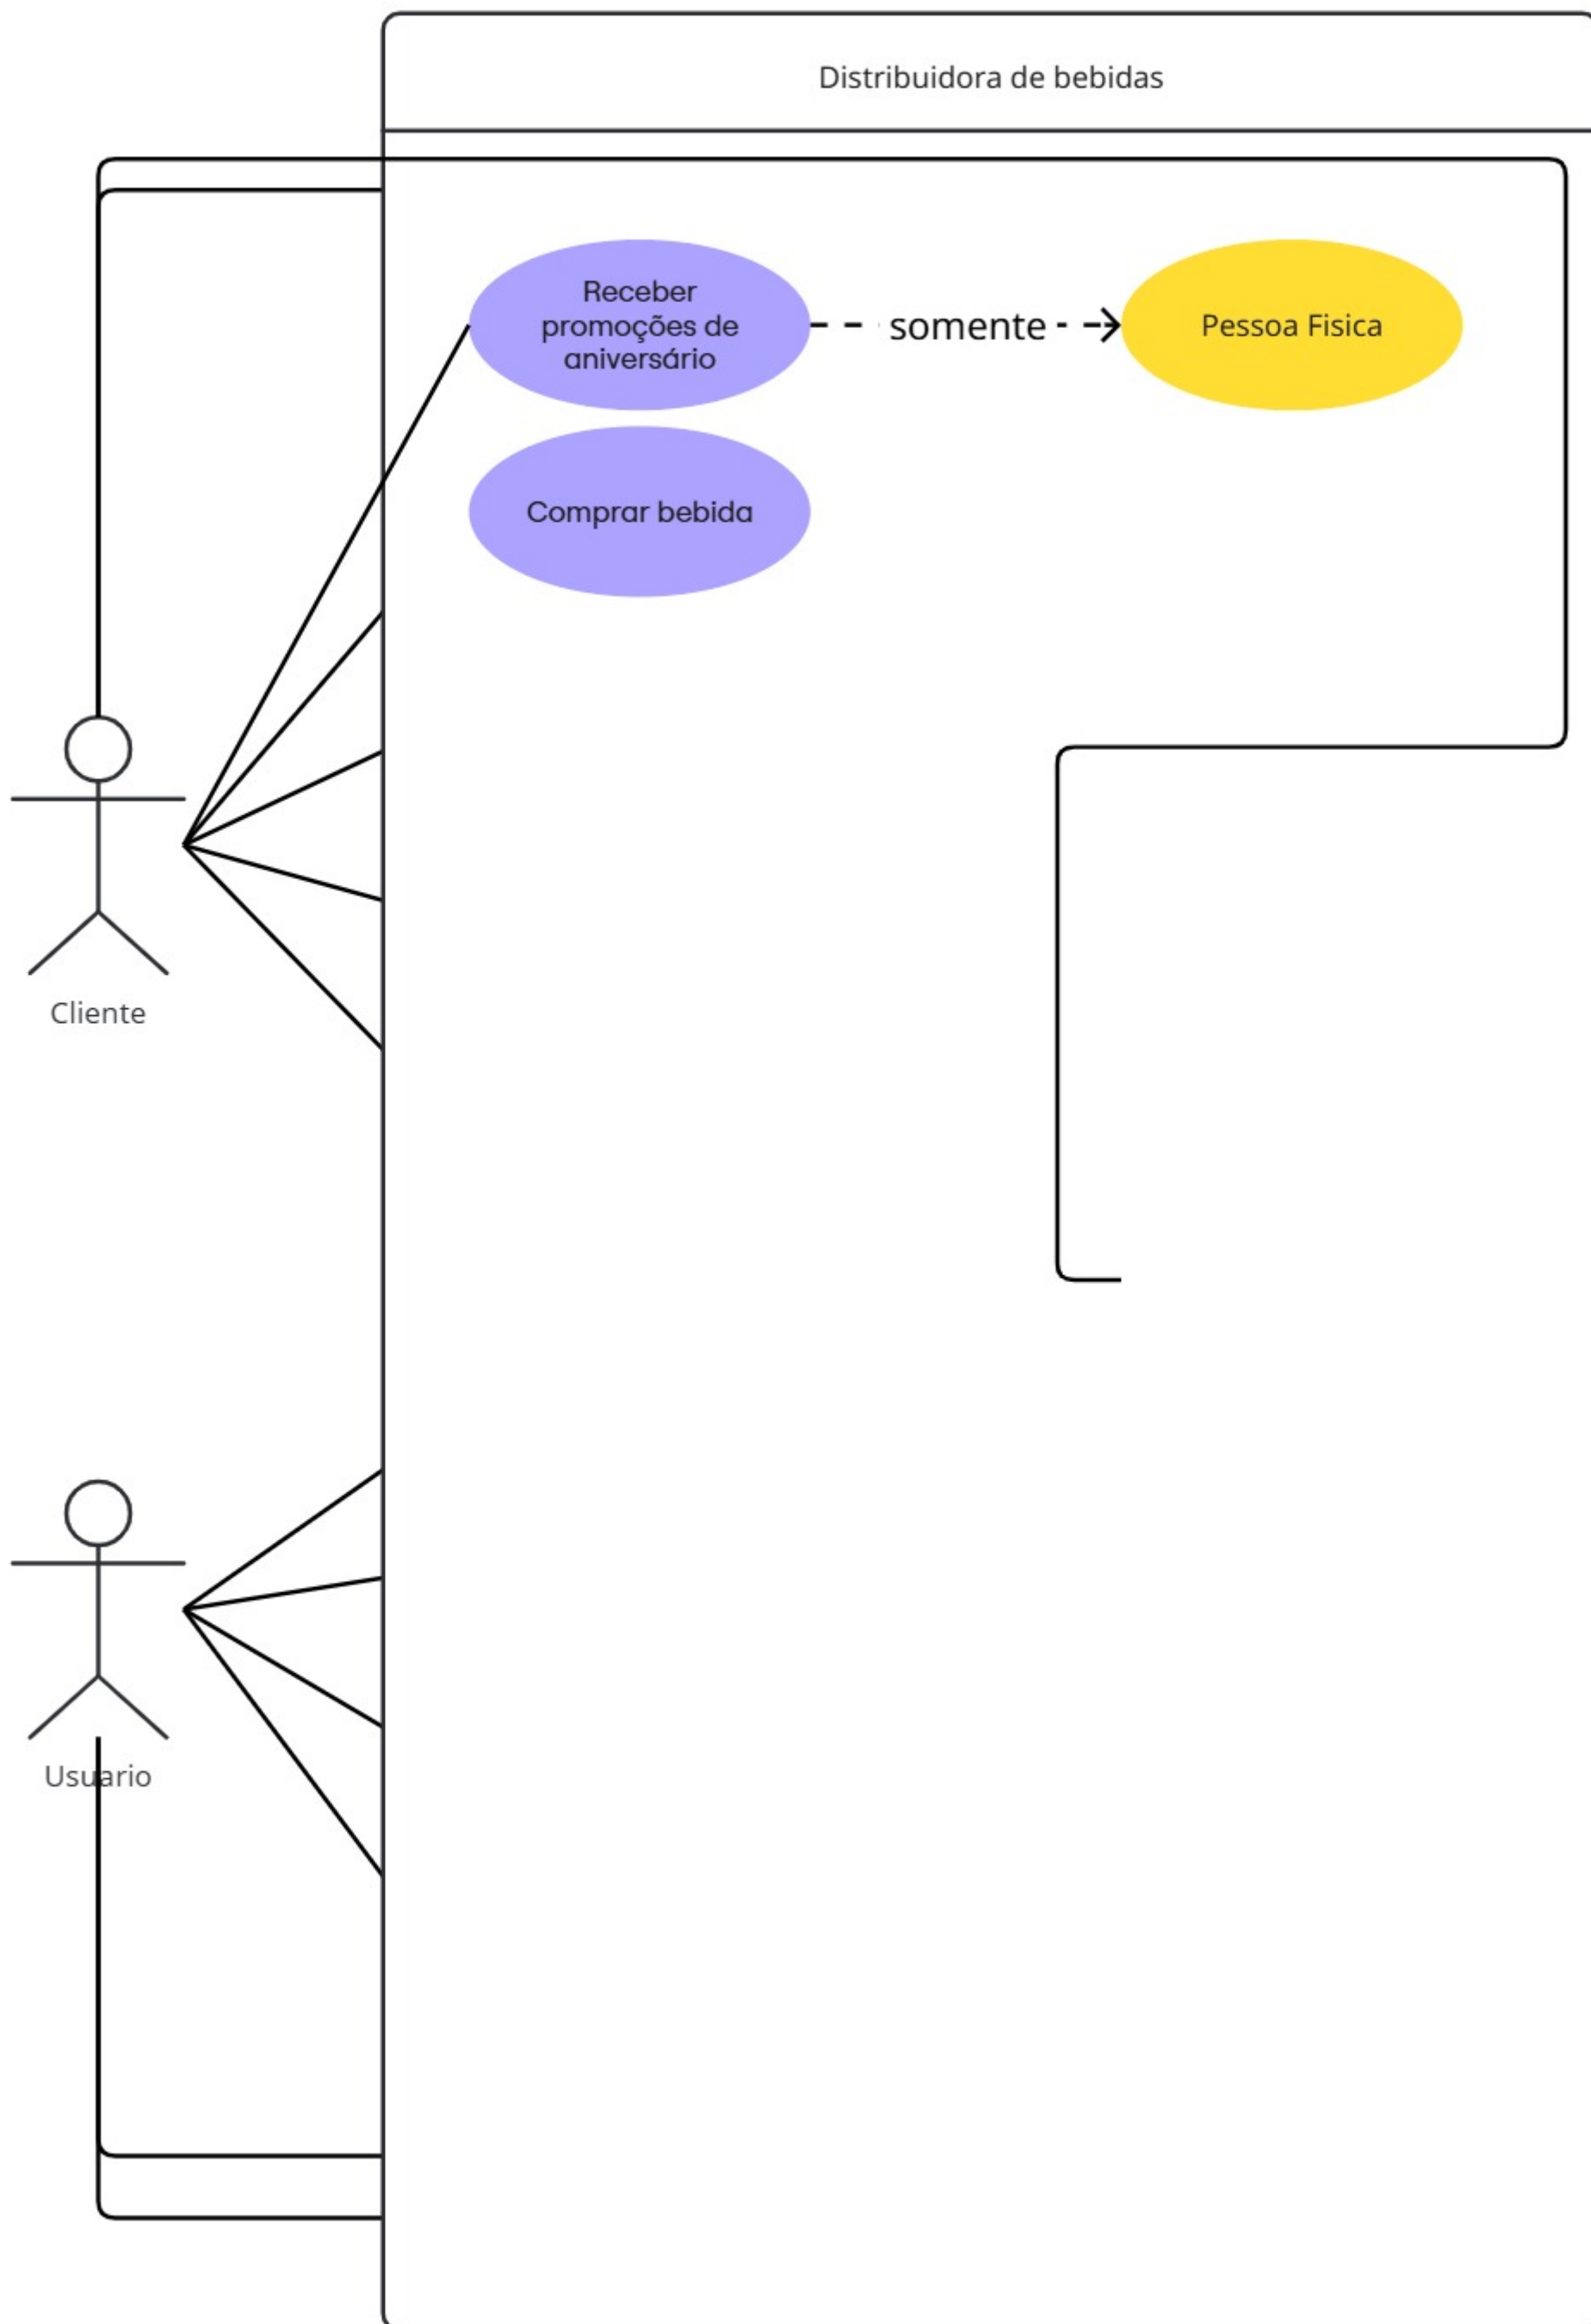 Distribuidora de bebidas
Receber
promoções de
aniversário
somente
Pessoa Fisica
Comprar bebida
Cliente
Usuario